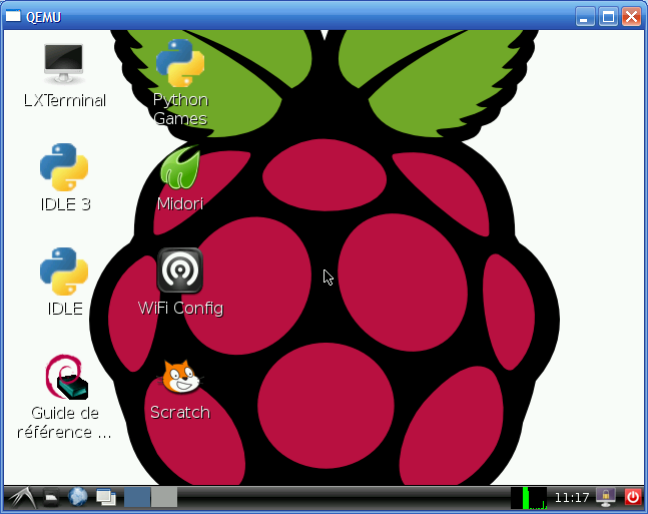 QEMU
LXTerminal
Python
Games
IDLE 3
Midori
IDLE
WiFi Config
Guide de
référence ...
Scratch
11:17